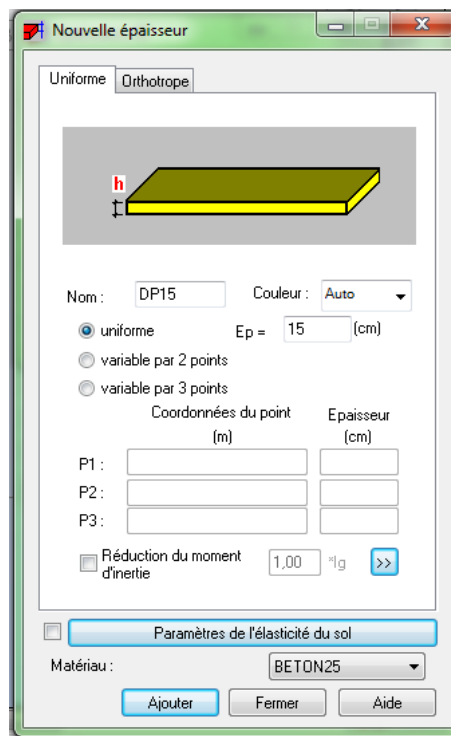 Nouvelle épaisseur
Uniforme Orthotrope
h
Nom : DP15 Couleur : Auto
uniforme Ep = 15 (cm)
variable par 2 points
variable par 3 points
Coordonnées du point Epaisseur
(m) (cm)
P1 :
P2 :
P3 :
Réduction du moment
d'inertie 1,00 *Ig >>
Paramètres de l'élasticité du sol
Matériau : BETON25
Ajouter Fermer Aide